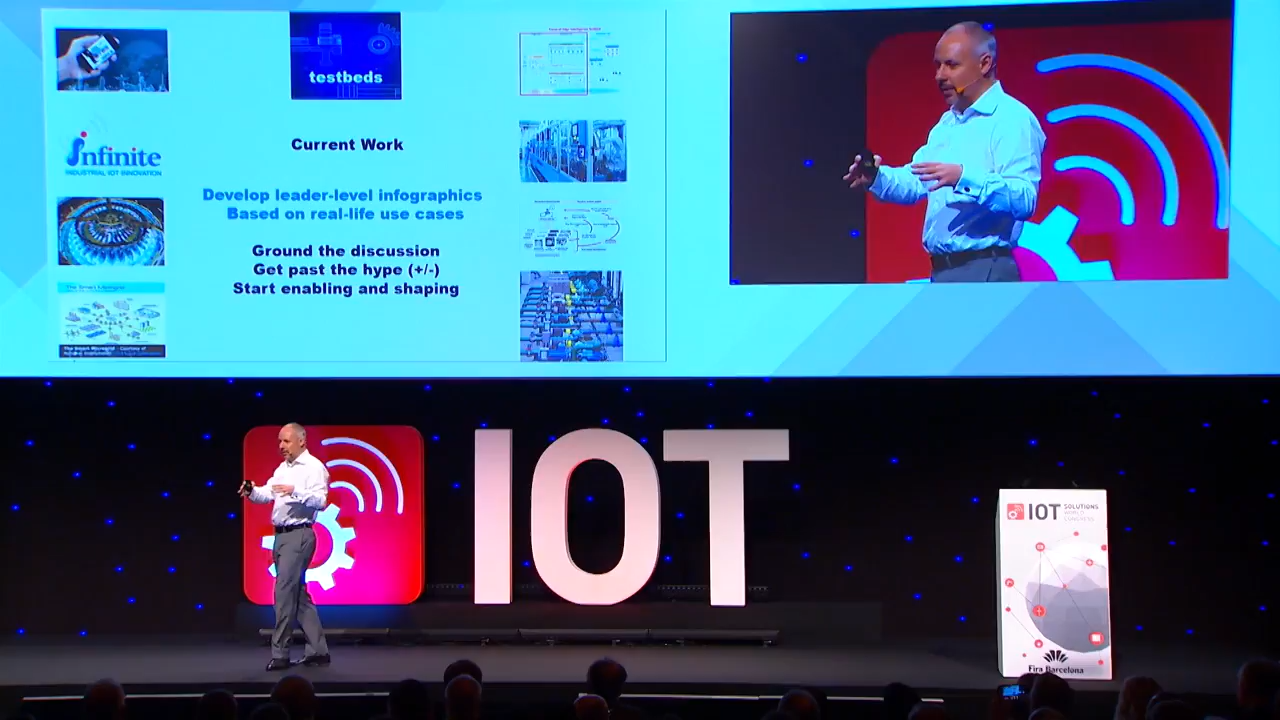 testbeds
Current Work
infinite
INDUSTRIAL IOT INNOVATION
Develop leader-level infographics
Based on real-life use cases
Ground the discussion
Get past the hype (+/-)
Start enabling and shaping
The Smart Microgrid
IOT
IOT SOLUTIONS
WORLD
CONGRESS
Fira Barcelona